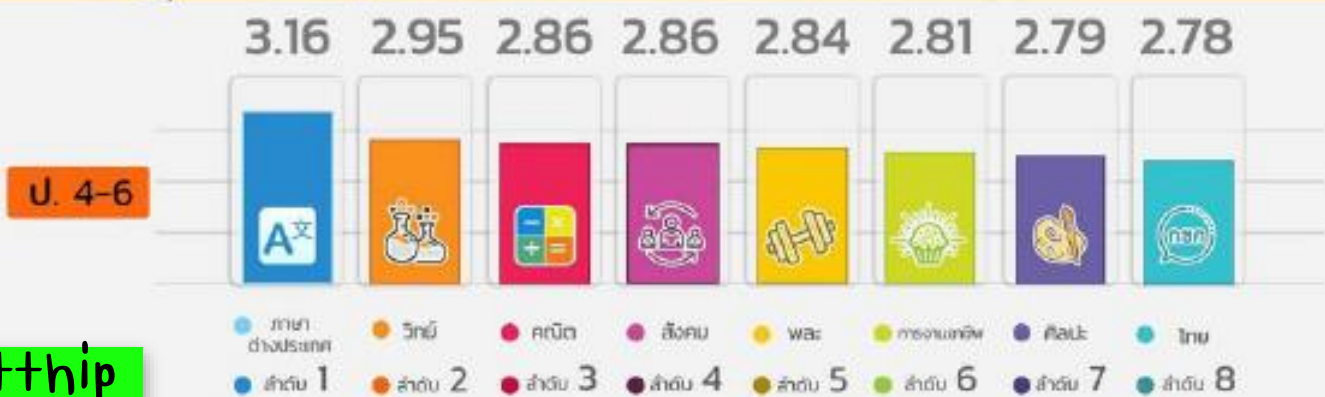 3.16 2.95 2.86 2.86 2.84 2.81 2.79 2.78
ป. 4-6
A文
กขค
ภาษา
ต่างประเทศ
วิทย์
คณิต
สังคม
พละ
การงานอาชีพ
ศิลปะ
ไทย
ลำดับ 1 ลำดับ 2 ลำดับ 3 ลำดับ 4 ลำดับ 5 ลำดับ 6 ลำดับ 7 ลำดับ 8